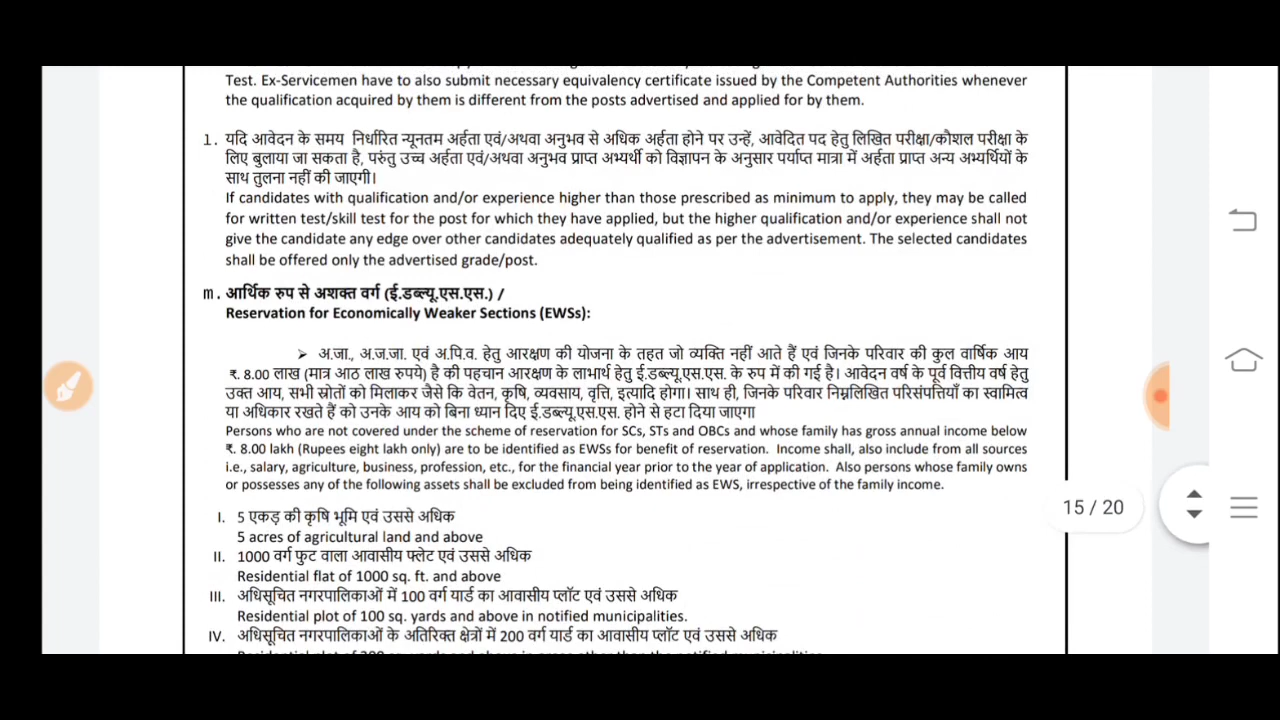 Test. Ex-Servicemen have to also submit necessary equivalency certificate issued by the Competent Authorities whenever
the qualification acquired by them is different from the posts advertised and applied for by them.
l. यदि आवेदन के समय निर्धारित न्यूनतम अर्हता एवं/अथवा अनुभव से अधिक अर्हता होने पर उन्हें, आवेदित पद हेतु लिखित परीक्षा/कौशल परीक्षा के
लिए बुलाया जा सकता है, परुंतु उच्च अर्हता एवं/अथवा अनुभव प्राप्त अभ्यर्थी को विज्ञापन के अनुसार पर्याप्त मात्रा में अर्हता प्राप्त अन्य अभ्यर्थियों के
साथ तुलना नहीं की जाएगी।
If candidates with qualification and/or experience higher than those prescribed as minimum to apply, they may be called
for written test/skill test for the post for which they have applied, but the higher qualification and/or experience shall not
give the candidate any edge over other candidates adequately qualified as per the advertisement. The selected candidates
shall be offered only the advertised grade/post.
m. आर्थिक रुप से अशक्त वर्ग (ई.डब्ल्यू.एस.एस.) /
Reservation for Economically Weaker Sections (EWSs):
➢ अ.जा., अ.ज.जा. एवं अ.पि.व. हेतु आरक्षण की योजना के तहत जो व्यक्ति नहीं आते हैं एवं जिनके परिवार की कुल वार्षिक आय
₹. 8.00 लाख (मात्र आठ लाख रुपये) है की पहचान आरक्षण के लाभार्थ हेतु ई.डब्ल्यू.एस.एस. के रुप में की गई है। आवेदन वर्ष के पूर्व वित्तीय वर्ष हेतु
उक्त आय, सभी स्रोतों को मिलाकर जैसे कि वेतन, कृषि, व्यवसाय, वृत्ति, इत्यादि होगा। साथ ही, जिनके परिवार निम्नलिखित परिसंपत्तियाँ का स्वामित्व
या अधिकार रखते हैं को उनके आय को बिना ध्यान दिए ई.डब्ल्यू.एस.एस. होने से हटा दिया जाएगा
Persons who are not covered under the scheme of reservation for SCs, STs and OBCs and whose family has gross annual income below
₹. 8.00 lakh (Rupees eight lakh only) are to be identified as EWSs for benefit of reservation. Income shall, also include from all sources
i.e., salary, agriculture, business, profession, etc., for the financial year prior to the year of application. Also persons whose family owns
or possesses any of the following assets shall be excluded from being identified as EWS, irrespective of the family income.
I. 5 एकड़ की कृषि भूमि एवं उससे अधिक
5 acres of agricultural land and above
II. 1000 वर्ग फुट वाला आवासीय फ्लेट एवं उससे अधिक
Residential flat of 1000 sq. ft. and above
III. अधिसूचित नगरपालिकाओं में 100 वर्ग यार्ड का आवासीय प्लॉट एवं उससे अधिक
Residential plot of 100 sq. yards and above in notified municipalities.
IV. अधिसूचित नगरपालिकाओं के अतिरिक्त क्षेत्रों में 200 वर्ग यार्ड का आवासीय प्लॉट एवं उससे अधिक
15 / 20